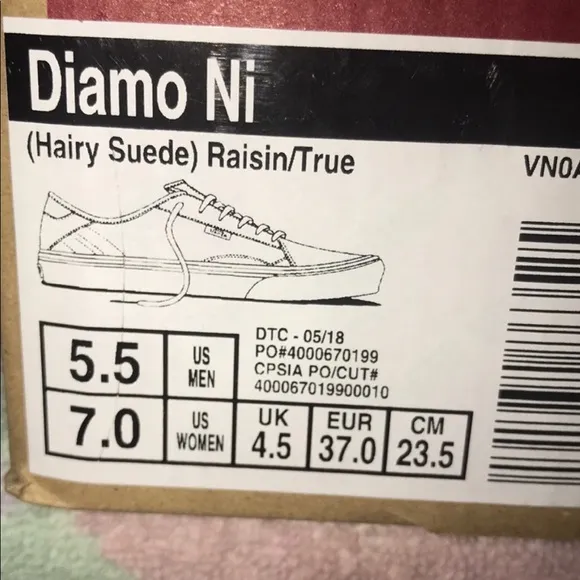 Diamo Ni
(Hairy Suede) Raisin/True
VN0A
5.5 US MEN
DTC - 05/18
PO#4000670199
CPSIA PO/CUT#
400067019900010
7.0 US WOMEN
UK 4.5
EUR 37.0
CM 23.5